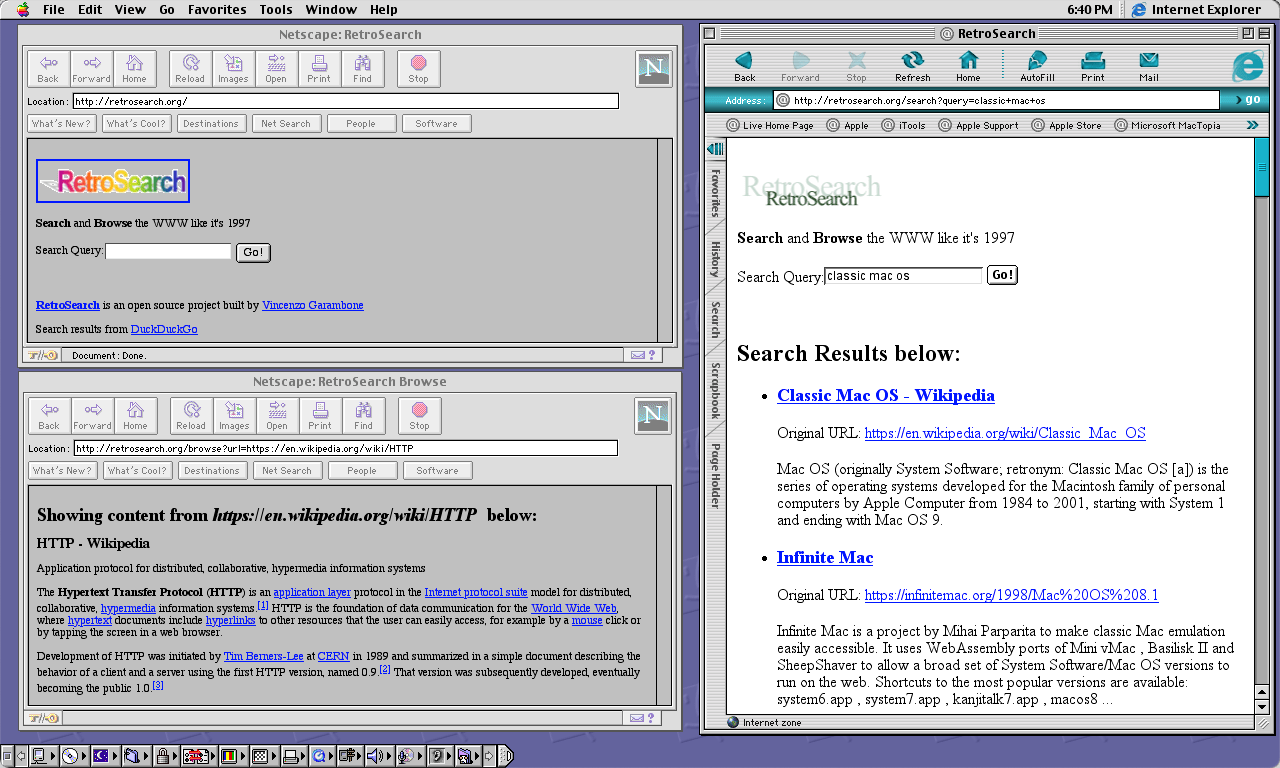 File Edit View Go Favorites Tools Window Help 6:40 PM Internet Explorer
Netscape: RetroSearch
Back Forward Home Reload Images Open Print Find Stop
N
Location: http://retrosearch.org/
What's New? What's Cool? Destinations Net Search People Software
RetroSearch
Search and Browse the WWW like it's 1997
Search Query: Go!
RetroSearch is an open source project built by Vincenzo Garambone
Search results from DuckDuckGo
Document: Done.
?
Netscape: RetroSearch Browse
Back Forward Home Reload Images Open Print Find Stop
N
Location: http://retrosearch.org/browse?url=https://en.wikipedia.org/wiki/HTTP
What's New? What's Cool? Destinations Net Search People Software
Showing content from https://en.wikipedia.org/wiki/HTTP below:
HTTP - Wikipedia
Application protocol for distributed, collaborative, hypermedia information systems
The Hypertext Transfer Protocol (HTTP) is an application layer protocol in the Internet protocol suite model for distributed,
collaborative, hypermedia information systems.[1] HTTP is the foundation of data communication for the World Wide Web,
where hypertext documents include hyperlinks to other resources that the user can easily access, for example by a mouse click or
by tapping the screen in a web browser.
Development of HTTP was initiated by Tim Berners-Lee at CERN in 1989 and summarized in a simple document describing the
behavior of a client and a server using the first HTTP version, named 0.9.[2] That version was subsequently developed, eventually
becoming the public 1.0.[3]
?
@ RetroSearch
Back Forward Stop Refresh Home AutoFill Print Mail
Address: @ http://retrosearch.org/search?query=classic+mac+os go
@ Live Home Page @ Apple @ iTools @ Apple Support @ Apple Store @ Microsoft MacTopia
Favorites
History
Search
Scrapbook
Page Holder
RetroSearch
RetroSearch
Search and Browse the WWW like it's 1997
Search Query: classic mac os Go!
Search Results below:
• Classic Mac OS - Wikipedia
Original URL: https://en.wikipedia.org/wiki/Classic_Mac_OS
Mac OS (originally System Software; retronym: Classic Mac OS [a]) is the
series of operating systems developed for the Macintosh family of personal
computers by Apple Computer from 1984 to 2001, starting with System 1
and ending with Mac OS 9.
• Infinite Mac
Original URL: https://infinitemac.org/1998/Mac%20OS%208.1
Infinite Mac is a project by Mihai Parparita to make classic Mac emulation
easily accessible. It uses WebAssembly ports of Mini vMac , Basilisk II and
SheepShaver to allow a broad set of System Software/Mac OS versions to
run on the web. Shortcuts to the most popular versions are available:
system6.app , system7.app , kanjitalk7.app , macos8 ...
Internet zone